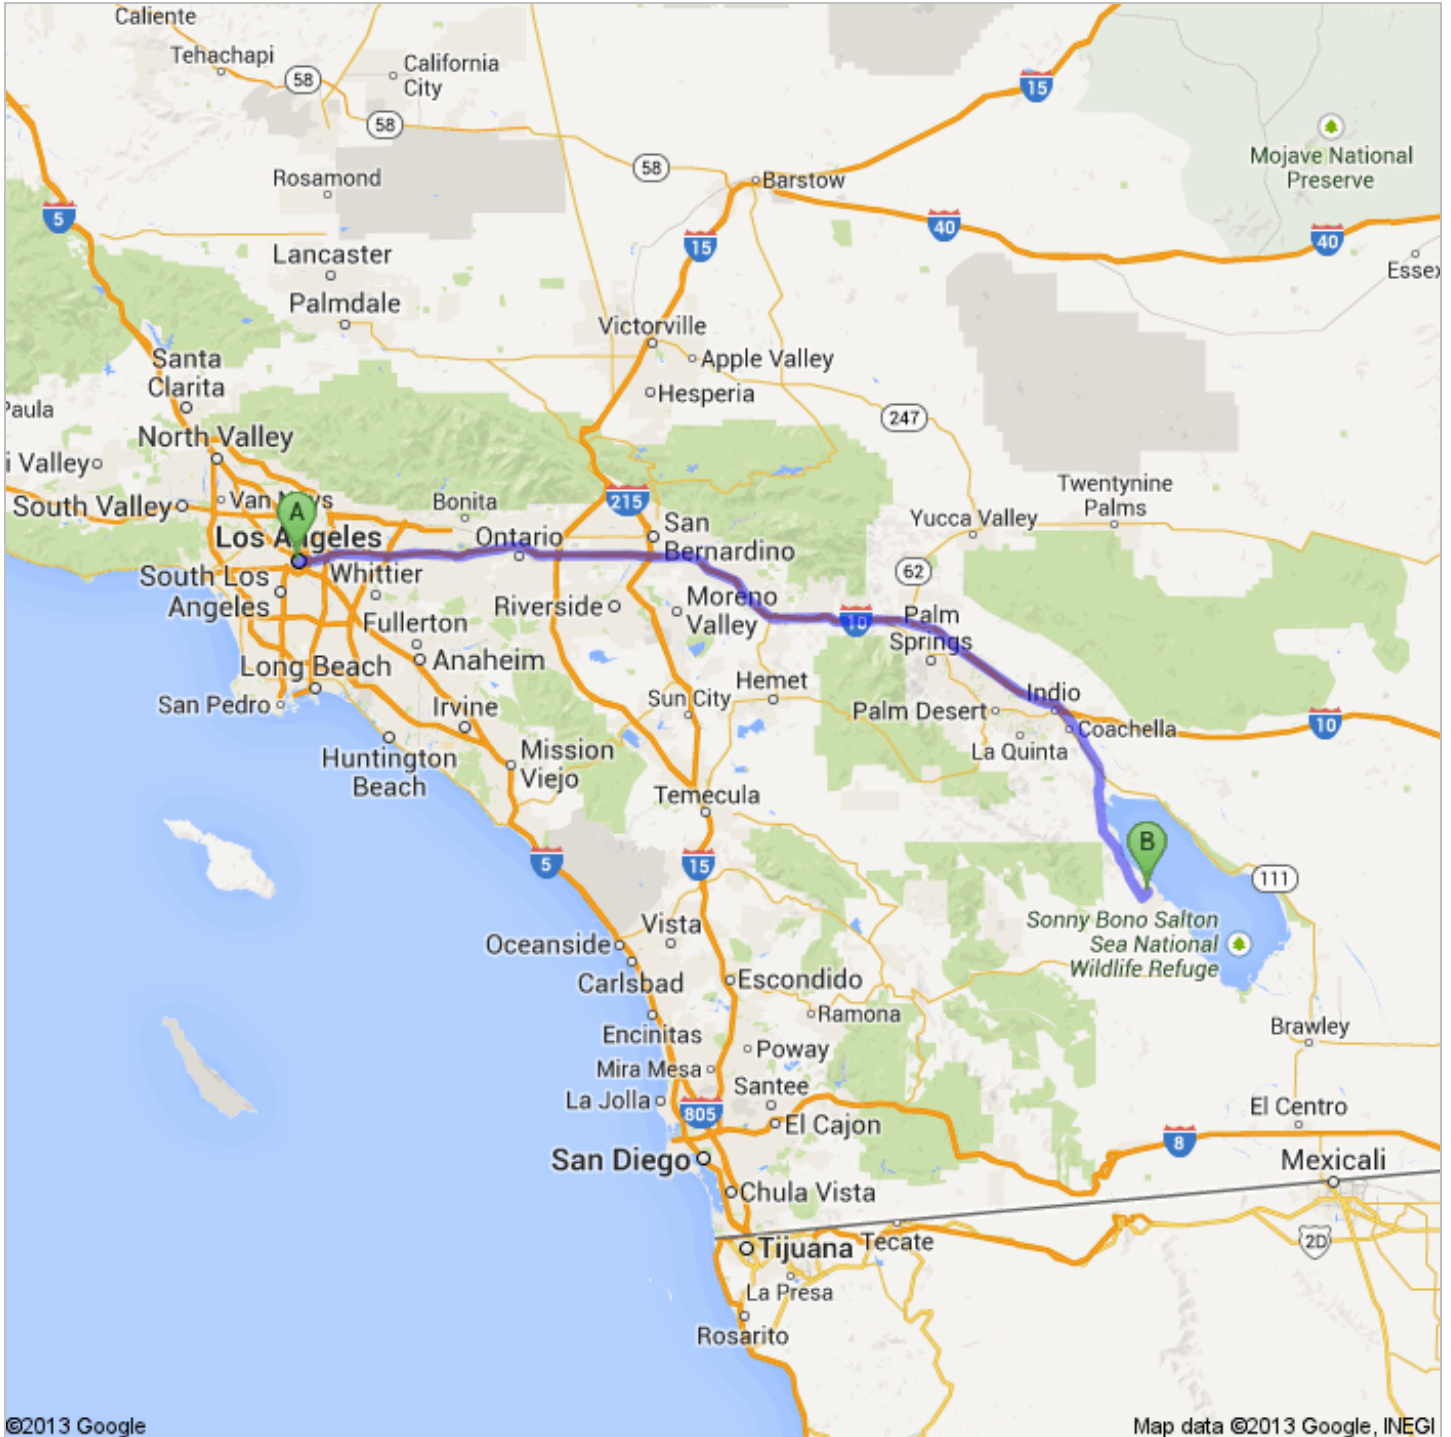 Caliente
Tehachapi
California
City
58
15
58
Mojave National
Preserve
58
Rosamond
Barstow
5
40
15
40
Lancaster
Essex
Palmdale
Victorville
Santa
Clarita
Apple Valley
Hesperia
Paula
247
North Valley
i Valley
Twentynine
Palms
South Valley
Van Nuys
Bonita
215
A
Yucca Valley
San
Bernardino
Los Angeles
Ontario
62
South Los
Angeles
Whittier
Riverside
Moreno
Valley
10
Palm
Springs
Fullerton
Anaheim
Long Beach
Hemet
Indio
San Pedro
Irvine
Sun City
Palm Desert
10
Coachella
La Quinta
Huntington
Beach
Mission
Viejo
Temecula
B
5
15
111
Sonny Bono Salton
Sea National
Wildlife Refuge
Vista
Oceanside
Carlsbad
Escondido
Ramona
Encinitas
Brawley
Poway
Mira Mesa
Santee
La Jolla
805
El Centro
El Cajon
8
San Diego
Mexicali
Chula Vista
Tijuana
Tecate
2D
La Presa
Rosarito
©2013 Google
Map data ©2013 Google, INEGI